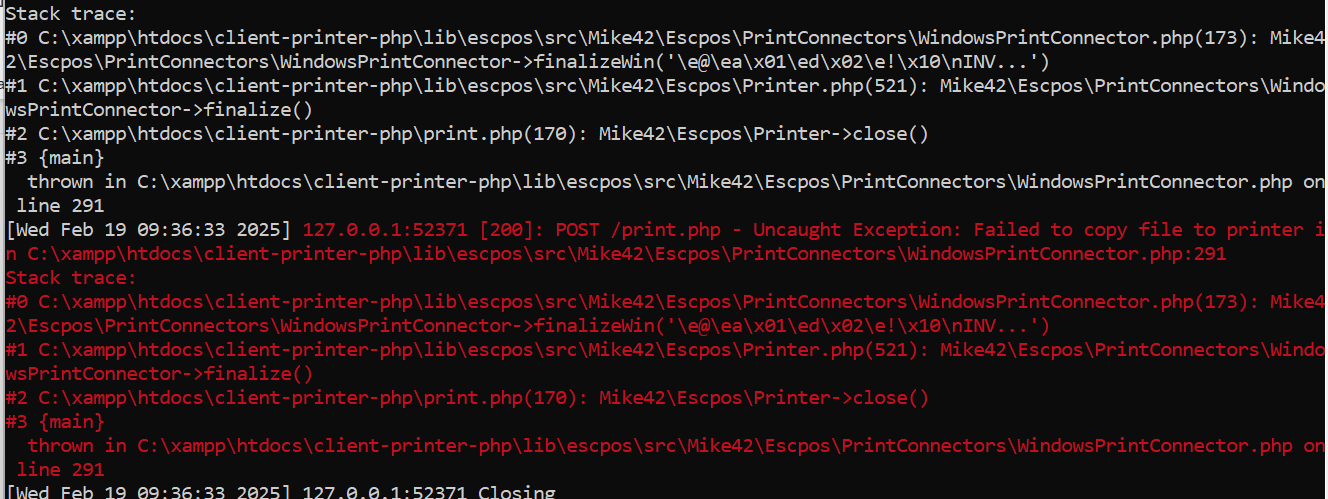 Stack trace:
#0 C:\xampp\htdocs\client-printer-php\lib\escpos\src\Mike42\Escpos\PrintConnectors\WindowsPrintConnector.php(173): Mike4
2\Escpos\PrintConnectors\WindowsPrintConnector->finalizeWin('\e@\ea\x01\ed\x02\e!\x10\nINV...')
#1 C:\xampp\htdocs\client-printer-php\lib\escpos\src\Mike42\Escpos\Printer.php(521): Mike42\Escpos\PrintConnectors\Windo
wsPrintConnector->finalize()
#2 C:\xampp\htdocs\client-printer-php\print.php(170): Mike42\Escpos\Printer->close()
#3 {main}
  thrown in C:\xampp\htdocs\client-printer-php\lib\escpos\src\Mike42\Escpos\PrintConnectors\WindowsPrintConnector.php on
 line 291
[Wed Feb 19 09:36:33 2025] 127.0.0.1:52371 [200]: POST /print.php - Uncaught Exception: Failed to copy file to printer i
n C:\xampp\htdocs\client-printer-php\lib\escpos\src\Mike42\Escpos\PrintConnectors\WindowsPrintConnector.php:291
Stack trace:
#0 C:\xampp\htdocs\client-printer-php\lib\escpos\src\Mike42\Escpos\PrintConnectors\WindowsPrintConnector.php(173): Mike4
2\Escpos\PrintConnectors\WindowsPrintConnector->finalizeWin('\e@\ea\x01\ed\x02\e!\x10\nINV...')
#1 C:\xampp\htdocs\client-printer-php\lib\escpos\src\Mike42\Escpos\Printer.php(521): Mike42\Escpos\PrintConnectors\Windo
wsPrintConnector->finalize()
#2 C:\xampp\htdocs\client-printer-php\print.php(170): Mike42\Escpos\Printer->close()
#3 {main}
  thrown in C:\xampp\htdocs\client-printer-php\lib\escpos\src\Mike42\Escpos\PrintConnectors\WindowsPrintConnector.php on
 line 291
[Wed Feb 19 09:36:33 2025] 127.0.0.1:52371 Closing